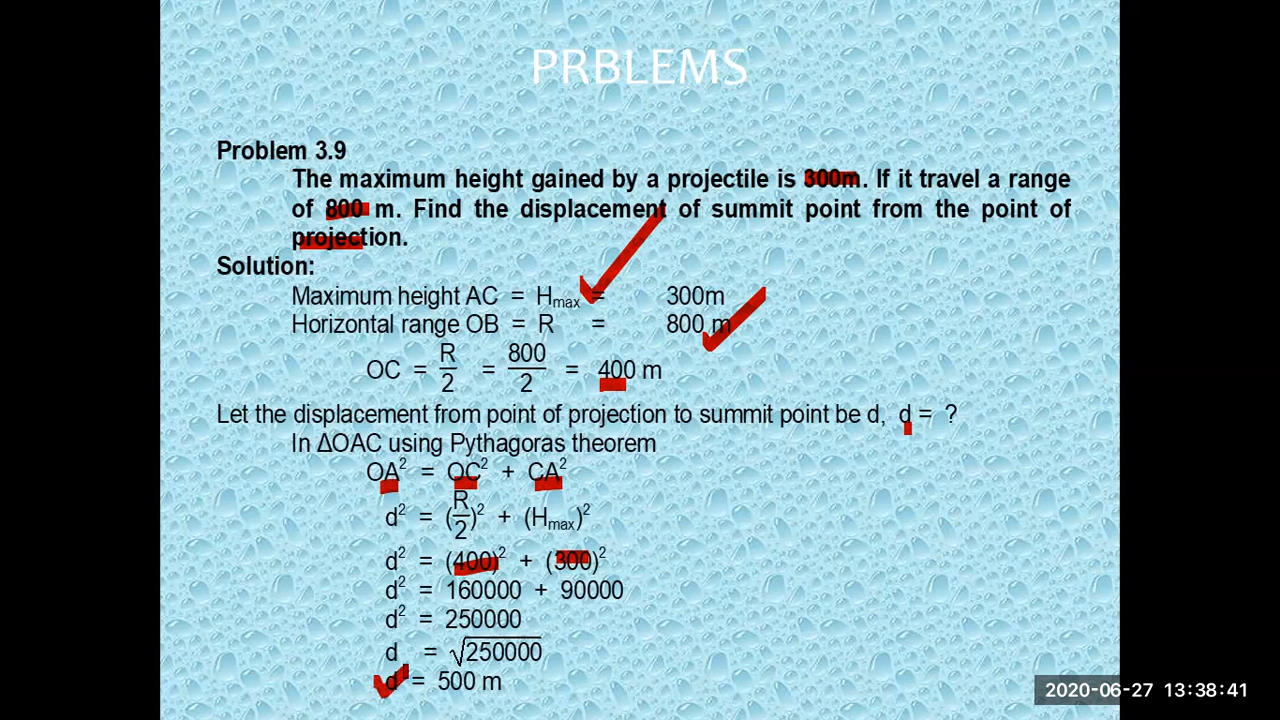 PRBLEMS
Problem 3.9
The maximum height gained by a projectile is 300m. If it travel a range
of 800 m. Find the displacement of summit point from the point of
projection.
Solution:
Maximum height AC = Hmax = 300m
Horizontal range OB = R = 800 m
OC = R/2 = 800/2 = 400 m
Let the displacement from point of projection to summit point be d, d = ?
In ΔOAC using Pythagoras theorem
OA² = OC² + CA²
d² = (R/2)² + (Hmax)²
d² = (400)² + (300)²
d² = 160000 + 90000
d² = 250000
d = √250000
d = 500 m
2020-06-27 13:38:41